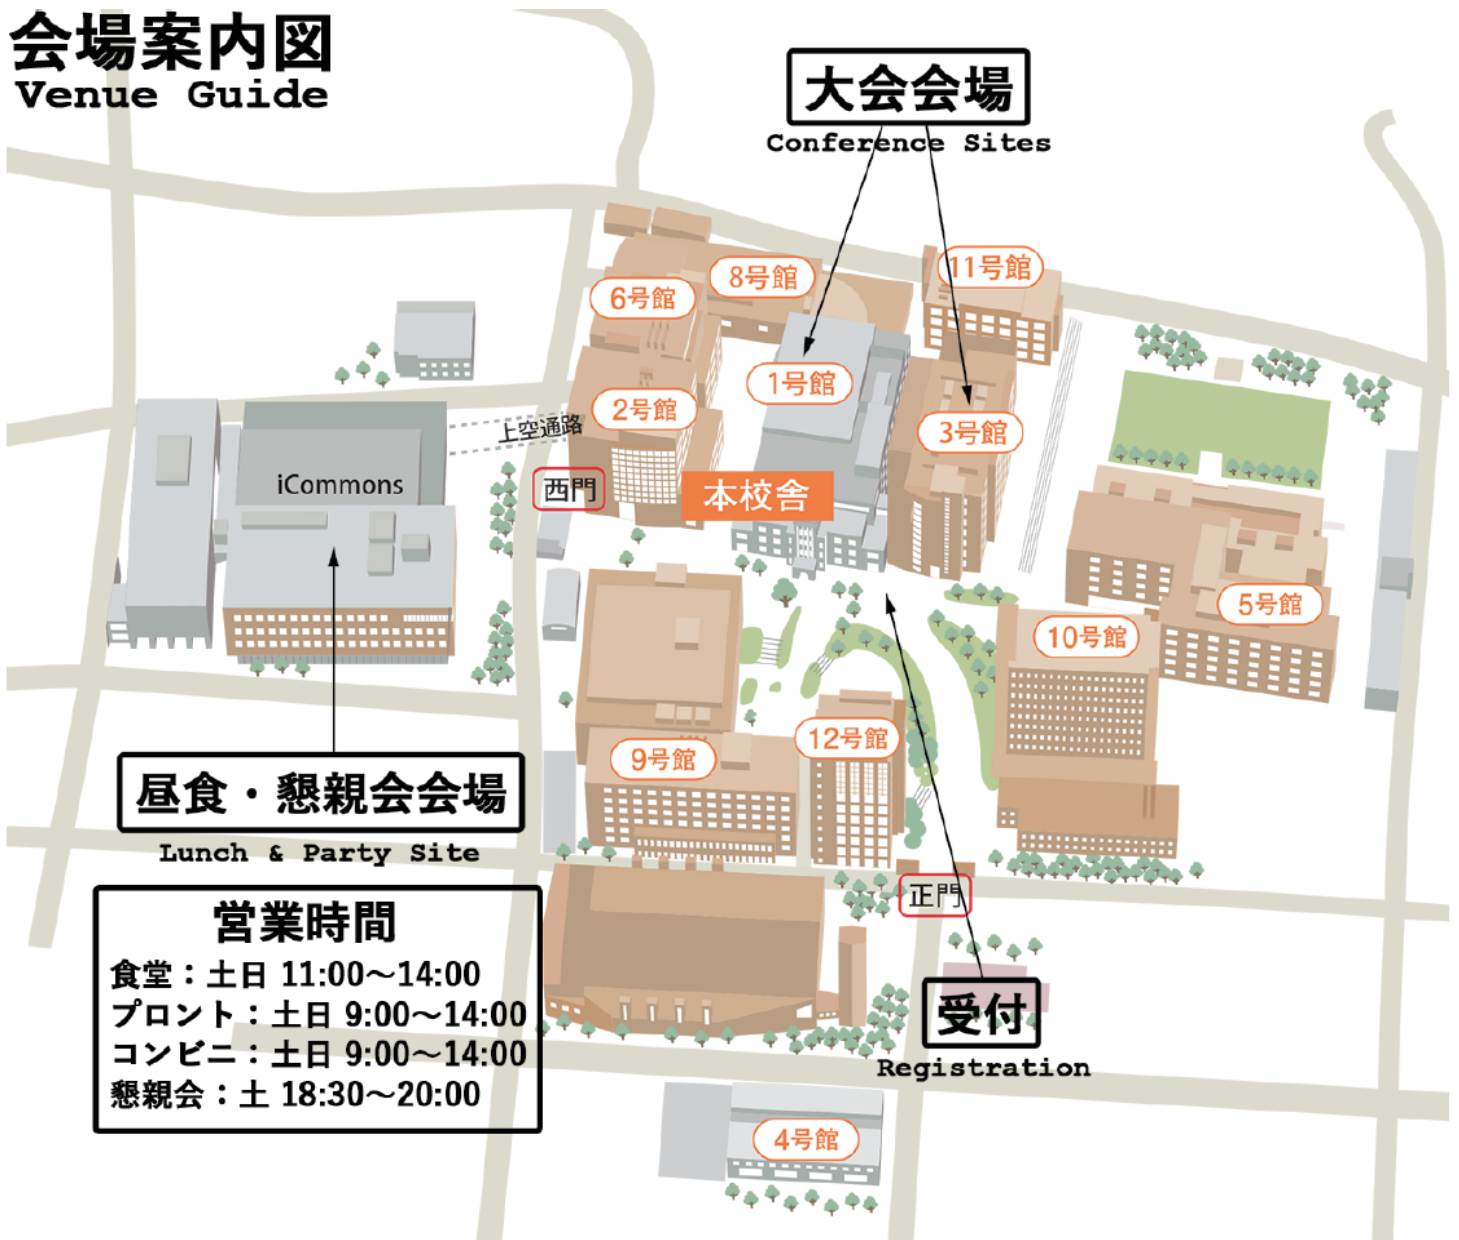 会場案内図
Venue Guide
大会会場
Conference Sites
11号館
8号館
6号館
1号館
2号館
3号館
上空通路
iCommons
西門
本校舎
5号館
10号館
12号館
9号館
昼食・懇親会会場
Lunch & Party Site
正門
営業時間
食堂：土日 11:00～14:00
プロント：土日 9:00～14:00
コンビニ：土日 9:00～14:00
懇親会：土 18:30～20:00
受付
Registration
4号館